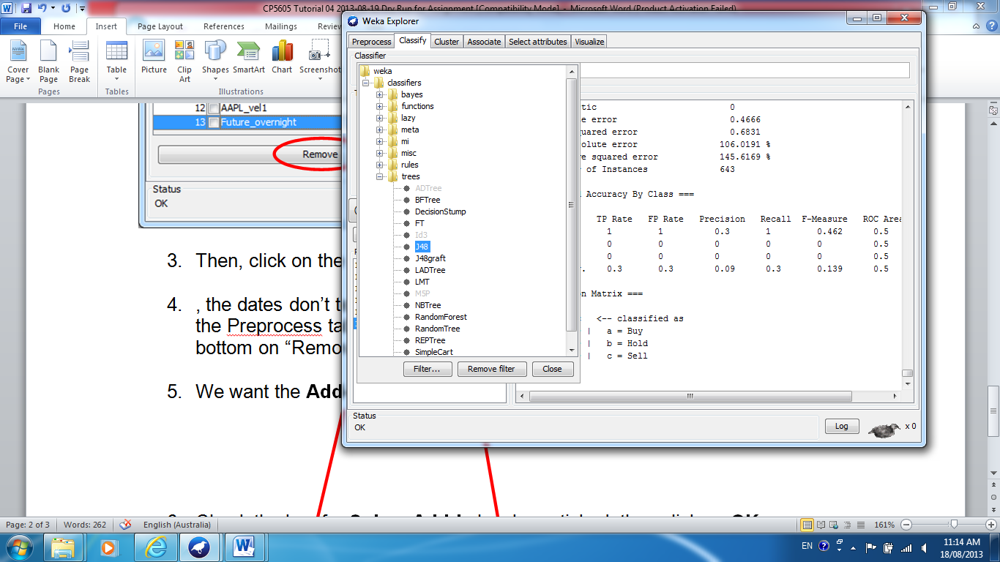 CP5605 Tutorial 04 2013-08-19 Dry Run for Assignment [Compatibility Mode] - Microsoft Word (Product Activation Failed)
File Home Insert Page Layout References Mailings Review
Cover Page
Blank Page
Page Break
Table
Picture
Clip Art
Shapes
SmartArt
Chart
Screenshot
Pages
Tables
Illustrations
12 AAPL_vel1
13 Future_overnight
Remove
Status
OK
3. Then, click on the
4. , the dates don’t t
the Preprocess ta
bottom on “Remo
5. We want the Add
Weka Explorer
Preprocess Classify Cluster Associate Select attributes Visualize
Classifier
weka
classifiers
bayes
functions
lazy
meta
mi
misc
rules
trees
ADTree
BFTree
DecisionStump
FT
Id3
J48
J48graft
LADTree
LMT
M5P
NBTree
RandomForest
RandomTree
REPTree
SimpleCart
Filter... Remove filter Close
tic 0
e error 0.4666
quared error 0.6831
solute error 106.0191 %
e squared error 145.6169 %
r of Instances 643
Accuracy By Class ===
TP Rate FP Rate Precision Recall F-Measure ROC Area
1 1 0.3 1 0.462 0.5
0 0 0 0 0 0.5
0 0 0 0 0 0.5
. 0.3 0.3 0.09 0.3 0.139 0.5
n Matrix ===
<-- classified as
| a = Buy
| b = Hold
| c = Sell
Status
OK
Log
x 0
Page: 2 of 3 Words: 262 English (Australia) 161%
EN 11:14 AM
18/08/2013